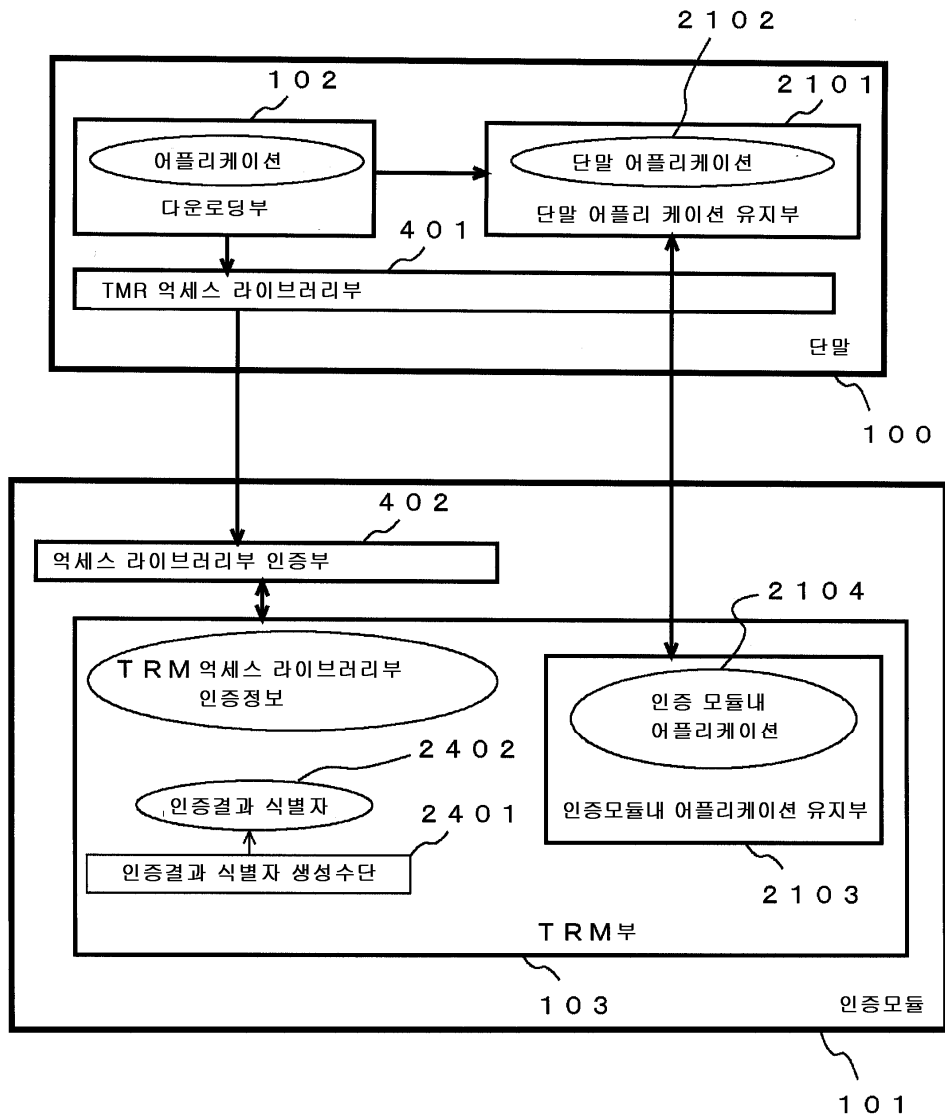 ２１０２
１０２
２１０１
어플리케이션
다운로딩부
단말 어플리케이션
단말 어플리 케이션 유지부
４０１
TMR 억세스 라이브러리부
단말
１００
４０２
억세스 라이브러리부 인증부
２１０４
ＴＲＭ 억세스 라이브러리부
인증정보
인증 모듈내
어플리케이션
２４０２
인증결과 식별자
２４０１
인증모듈내 어플리케이션 유지부
인증결과 식별자 생성수단
２１０３
ＴＲＭ부
１０３
인증모듈
１０１